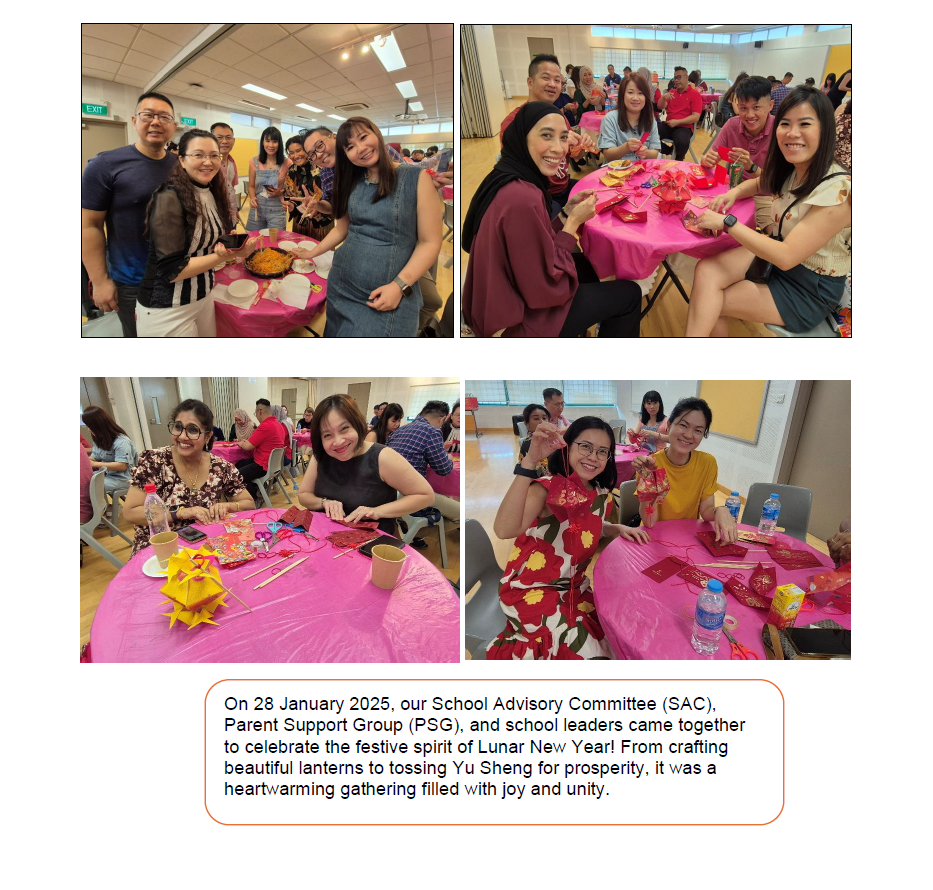 EXIT
EXIT
On 28 January 2025, our School Advisory Committee (SAC),
Parent Support Group (PSG), and school leaders came together
to celebrate the festive spirit of Lunar New Year! From crafting
beautiful lanterns to tossing Yu Sheng for prosperity, it was a
heartwarming gathering filled with joy and unity.